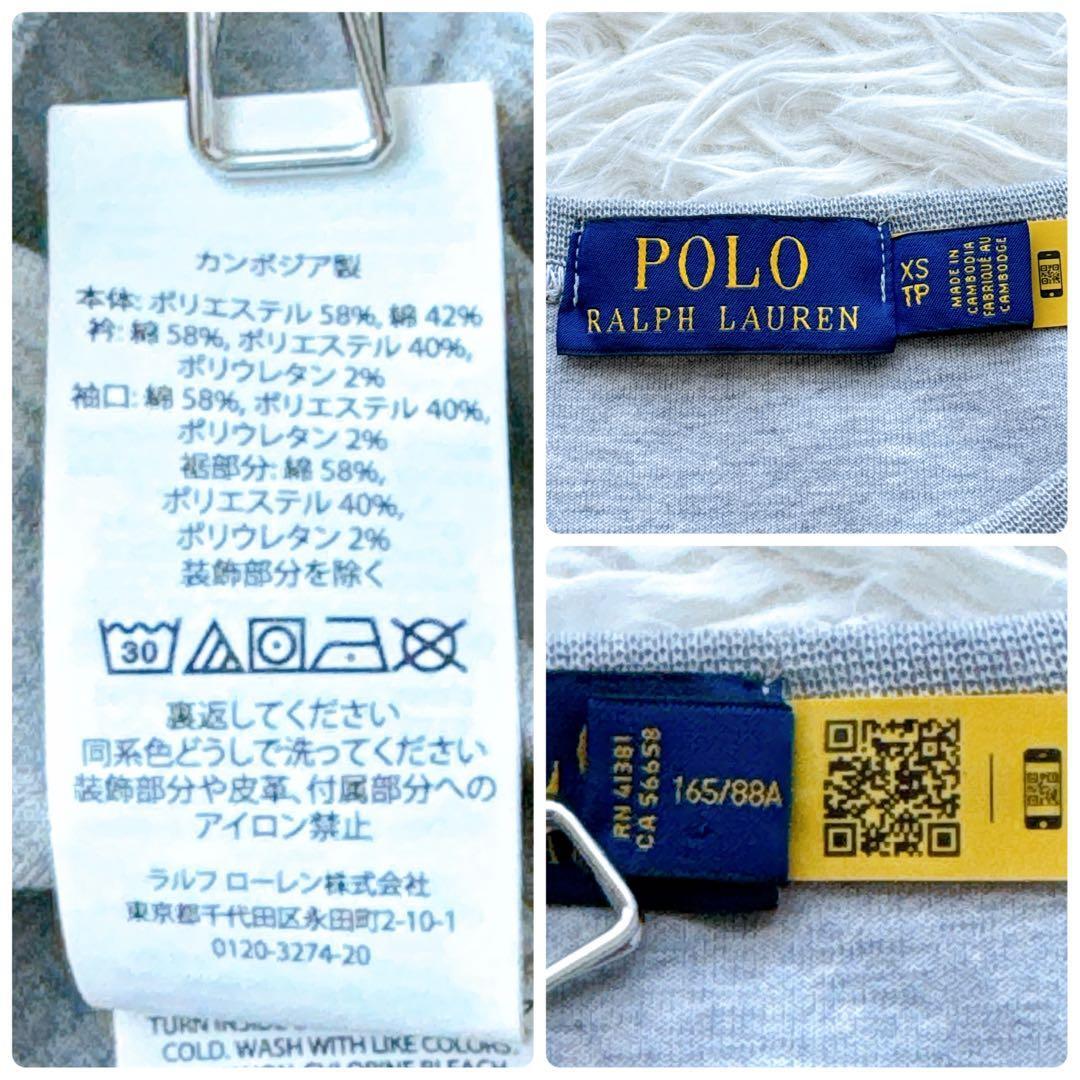 カンボジア製
本体: ポリエステル 58%, 綿 42%
衿: 綿 58%, ポリエステル 40%,
ポリウレタン 2%
袖口: 綿 58%, ポリエステル 40%,
ポリウレタン 2%
裾部分: 綿 58%,
ポリエステル 40%,
ポリウレタン 2%
装飾部分を除く
30
裏返してください
同系色どうしで洗ってください
装飾部分や皮革、付属部分への
アイロン禁止
ラルフ ローレン株式会社
東京都千代田区永田町2-10-1
0120-3274-20
TURN
COLD. WASH WITH LIKE COLORS.
POLO
RALPH LAUREN
XS
TP
MADE IN
CAMBODIA
FABRIQUÉ AU
CAMBODGE
RN 41381
CA 56658
165/88A